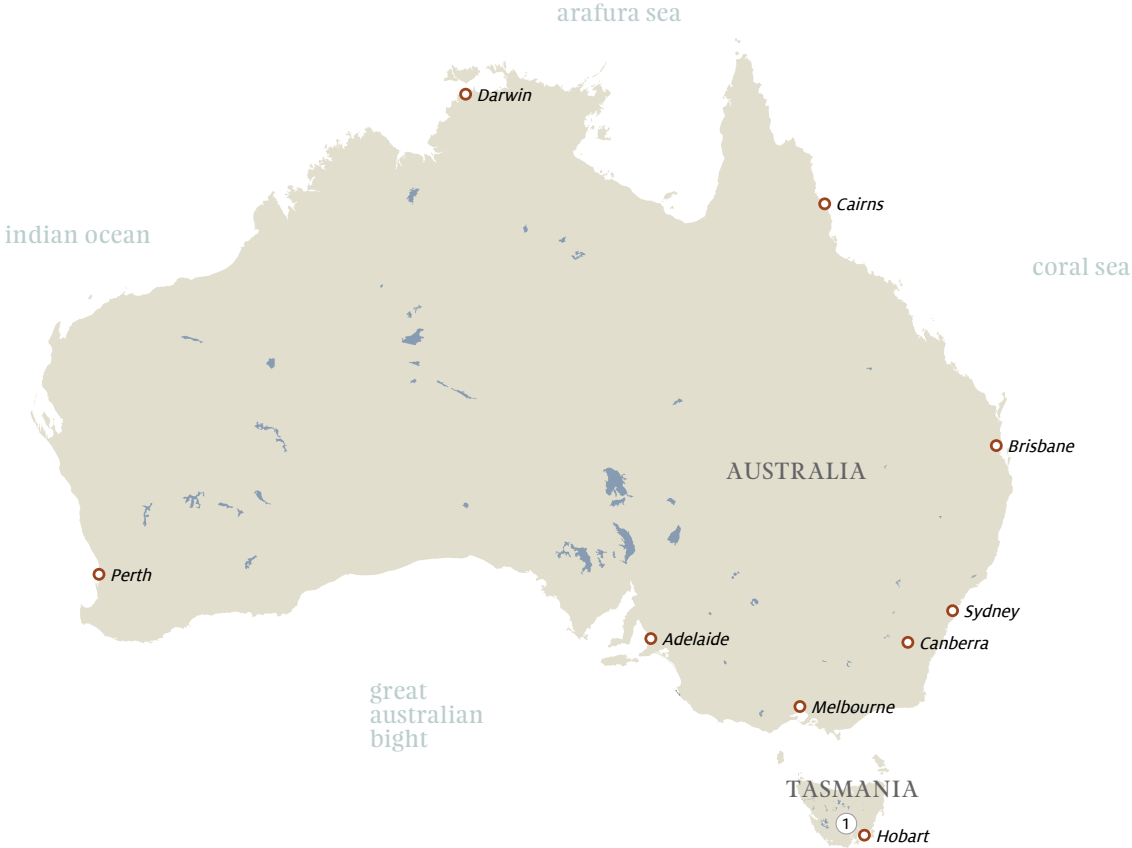 arafura sea
Darwin
Cairns
indian ocean
coral sea
Brisbane
AUSTRALIA
Perth
Sydney
Adelaide
Canberra
great
australian
bight
Melbourne
TASMANIA
1
Hobart